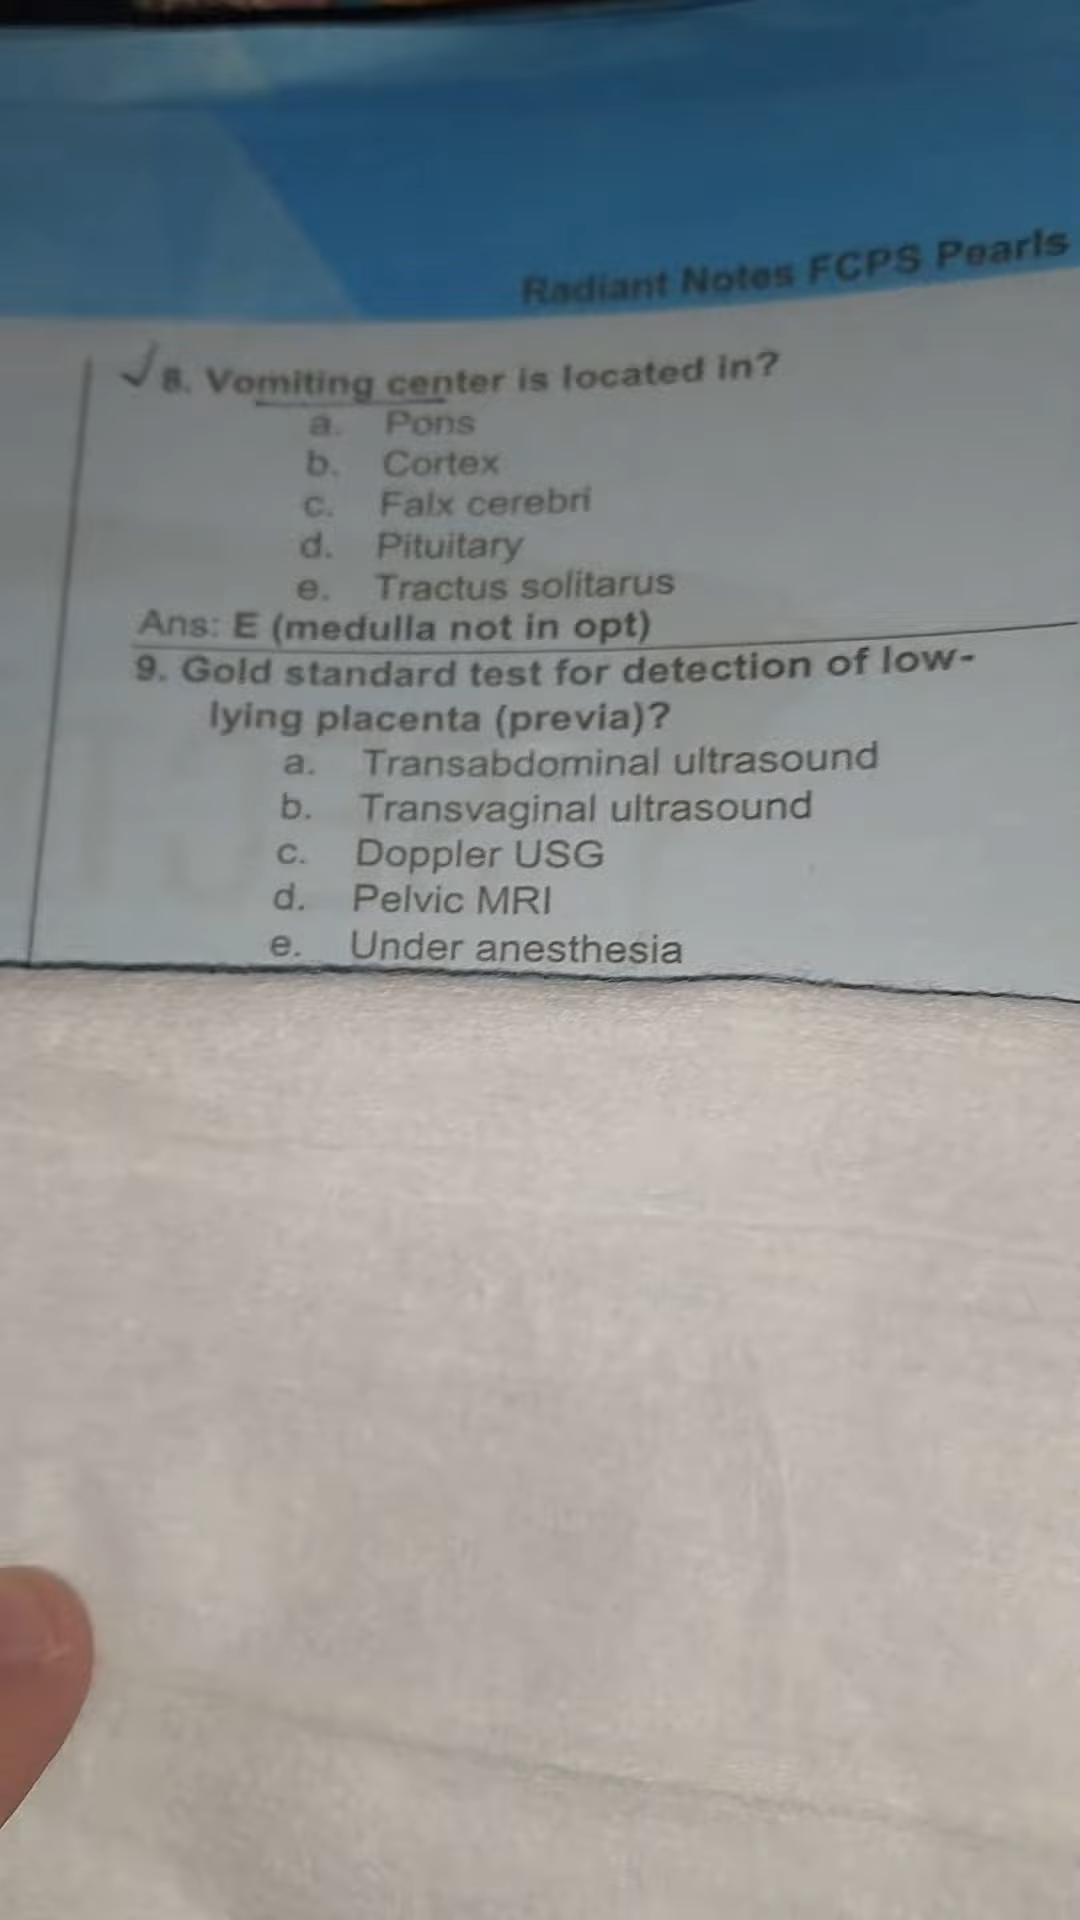 Radiant Notes FCPS Pearls
8. Vomiting center is located in?
a. Pons
b. Cortex
c. Falx cerebri
d. Pituitary
e. Tractus solitarus
Ans: E (medulla not in opt)
9. Gold standard test for detection of low-
lying placenta (previa)?
a. Transabdominal ultrasound
b. Transvaginal ultrasound
c. Doppler USG
d. Pelvic MRI
e. Under anesthesia